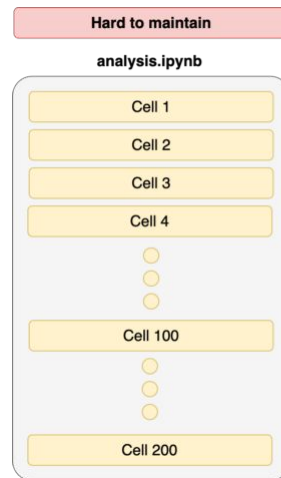 Hard to maintain
analysis.ipynb
Cell 1
Cell 2
Cell 3
Cell 4
Cell 100
Cell 200